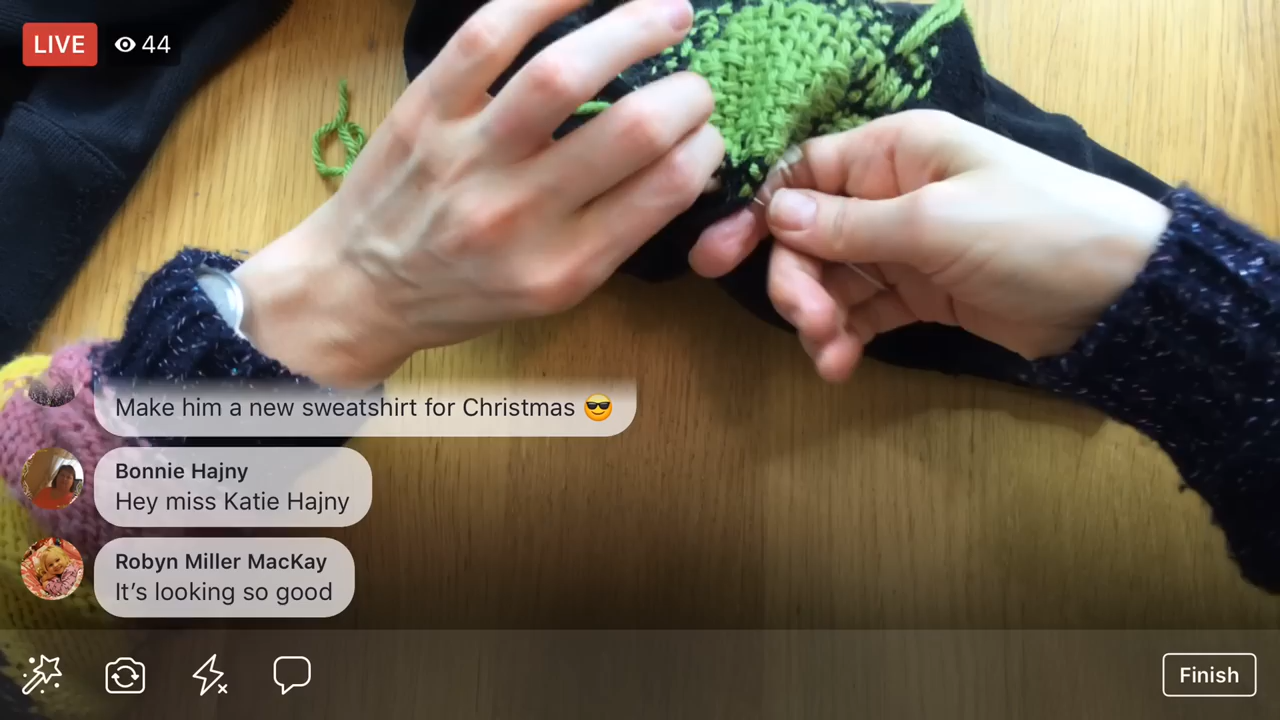 LIVE 44
Make him a new sweatshirt for Christmas 😎
Bonnie Hajny
Hey miss Katie Hajny
Robyn Miller MacKay
It’s looking so good
Finish